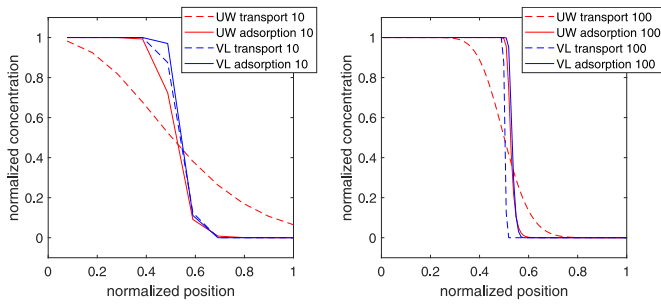 UW transport 10
UW adsorption 10
VL transport 10
VL adsorption 10
1
0.8
0.6
0.4
0.2
0
normalized concentration
0 0.2 0.4 0.6 0.8 1
normalized position
UW transport 100
UW adsorption 100
VL transport 100
VL adsorption 100
1
0.8
0.6
0.4
0.2
0
normalized concentration
0 0.2 0.4 0.6 0.8 1
normalized position